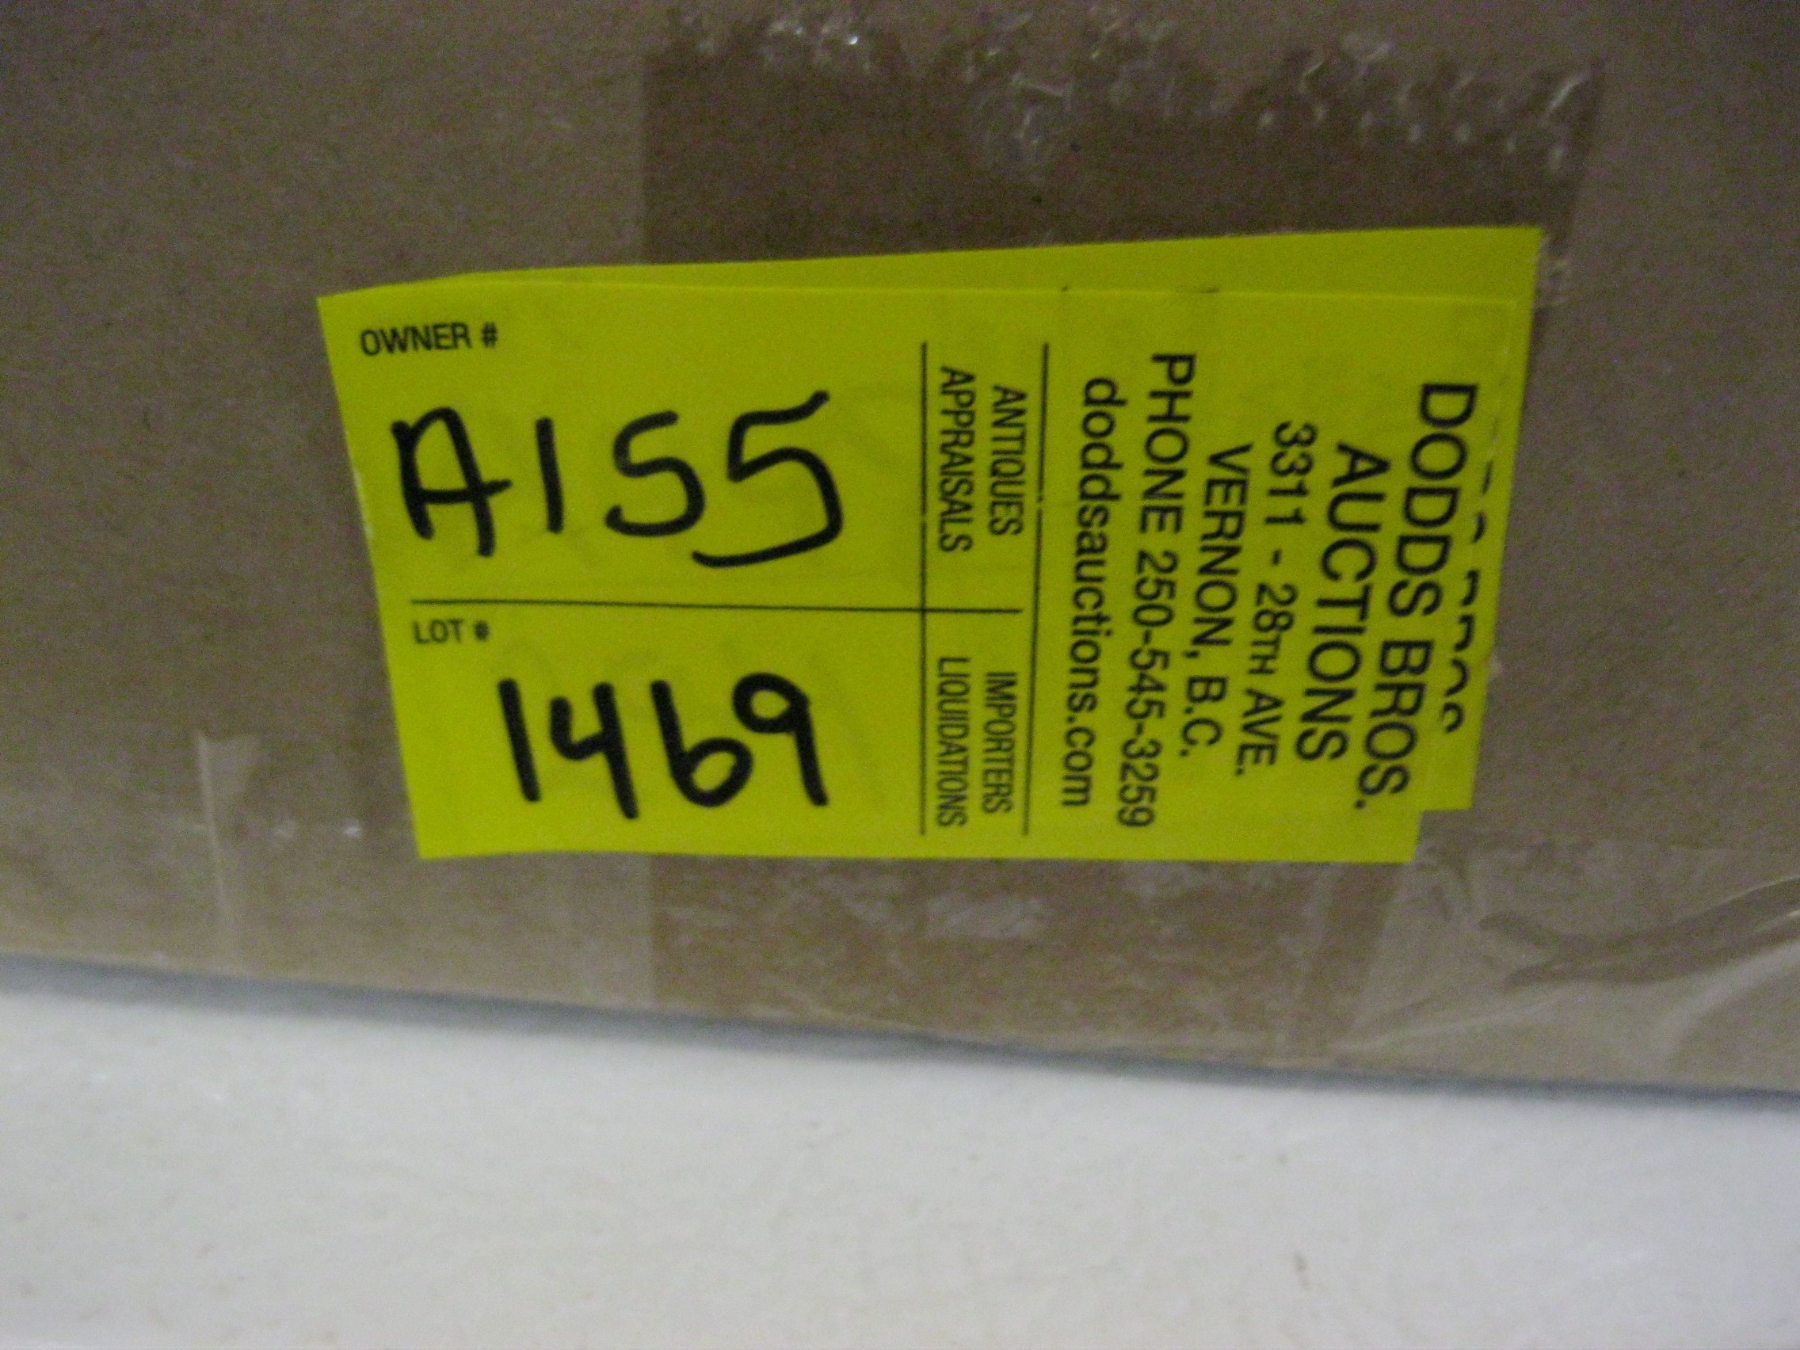 OWNER #
A155
LOT #
1469
DODDS BROS.
AUCTIONS
3311 - 28TH AVE.
VERNON, B.C.
PHONE 250-545-3259
doddsauctions.com
ANTIQUES IMPORTERS
APPRAISALS LIQUIDATIONS